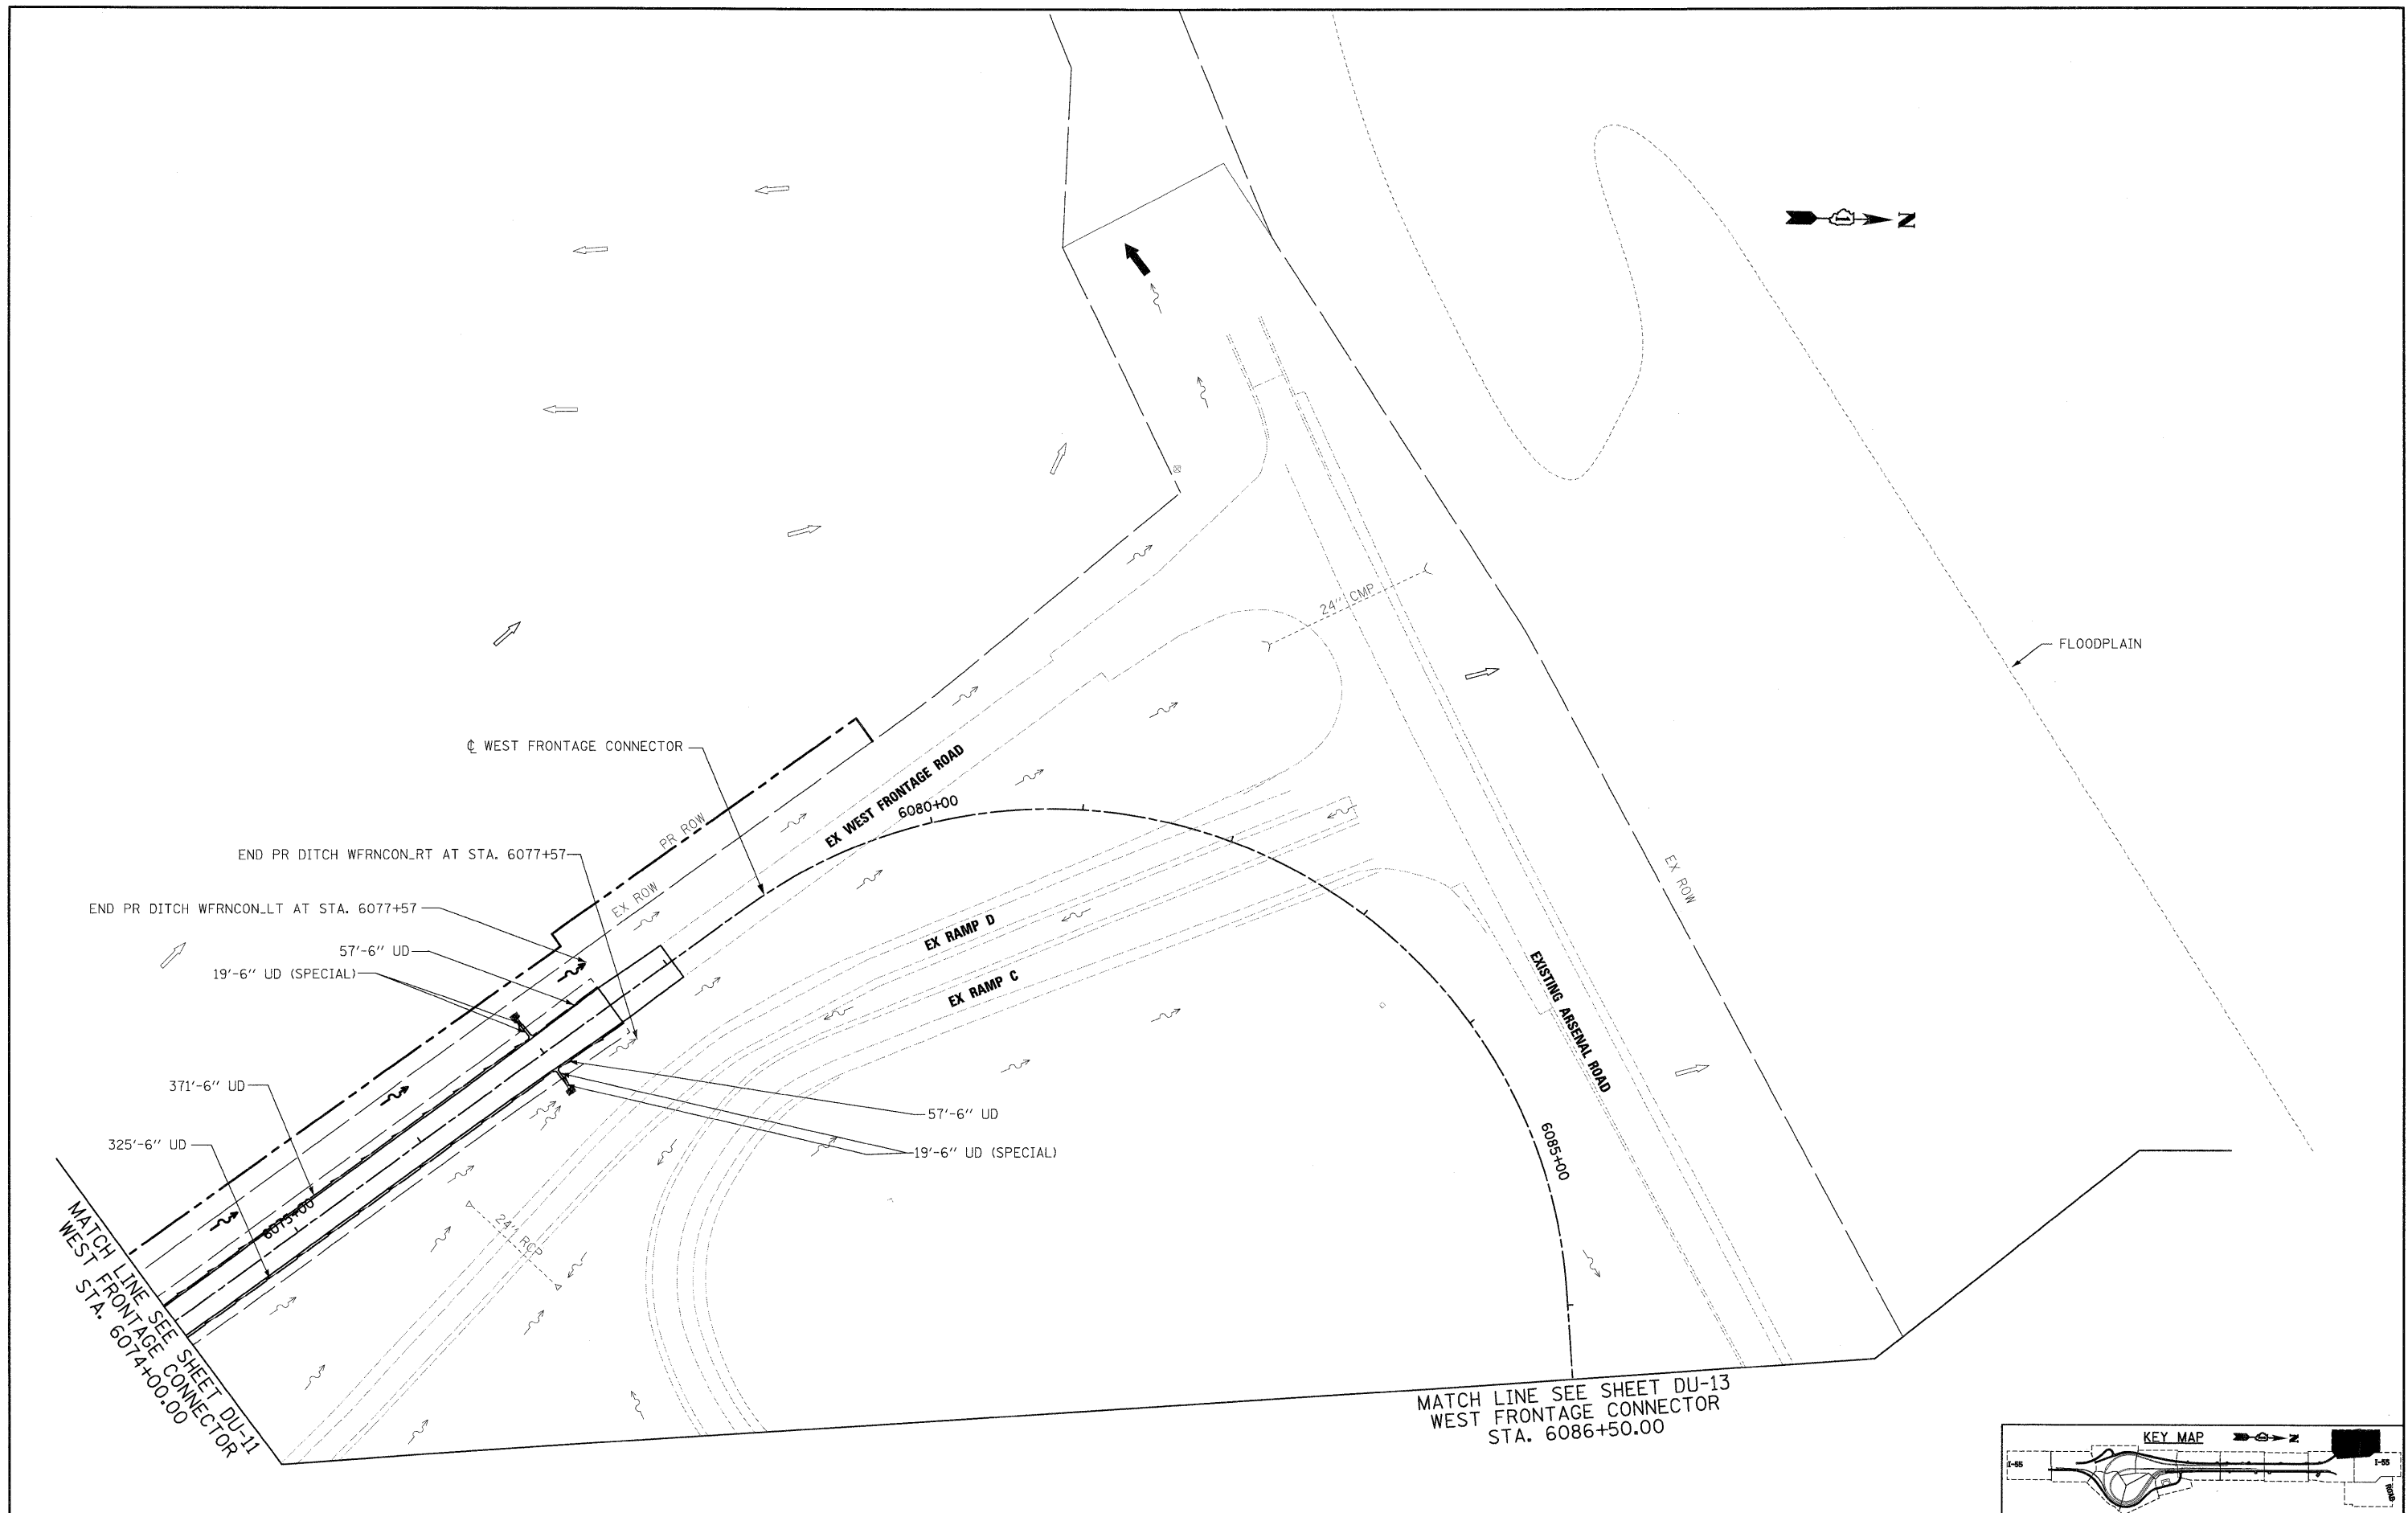 N
FLOODPLAIN
24" CMP
℄ WEST FRONTAGE CONNECTOR
EX WEST FRONTAGE ROAD
6080+00
PR ROW
EX ROW
END PR DITCH WFRNCON_RT AT STA. 6077+57
END PR DITCH WFRNCON_LT AT STA. 6077+57
57'-6" UD
19'-6" UD (SPECIAL)
EX RAMP D
EX RAMP C
EX ROW
EXISTING ARSENAL ROAD
371'-6" UD
325'-6" UD
57'-6" UD
19'-6" UD (SPECIAL)
6085+00
6075+00
24" RCP
MATCH LINE SEE SHEET DU-11
WEST FRONTAGE CONNECTOR
STA. 6074+00.00
MATCH LINE SEE SHEET DU-13
WEST FRONTAGE CONNECTOR
STA. 6086+50.00
KEY MAP
N
I-55
I-55
ROAD